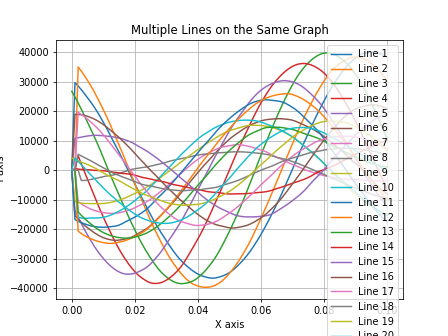 Multiple Lines on the Same Graph
40000
30000
20000
10000
0
−10000
−20000
−30000
−40000
0.00
0.02
0.04
0.06
X axis
Line 1
Line 2
Line 3
Line 4
Line 5
Line 6
Line 7
Line 8
Line 9
Line 10
Line 11
Line 12
Line 13
Line 14
Line 15
Line 16
Line 17
Line 18
Line 19